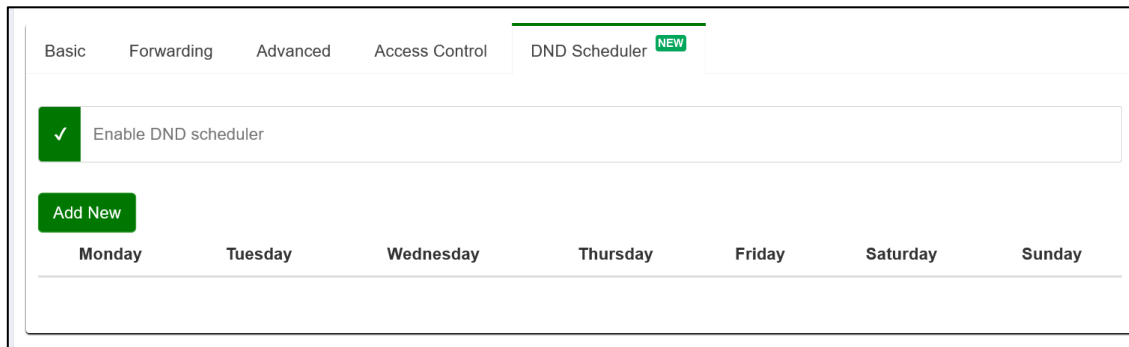 Basic Forwarding Advanced Access Control DND Scheduler NEW
Enable DND scheduler
Add New
Monday Tuesday Wednesday Thursday Friday Saturday Sunday